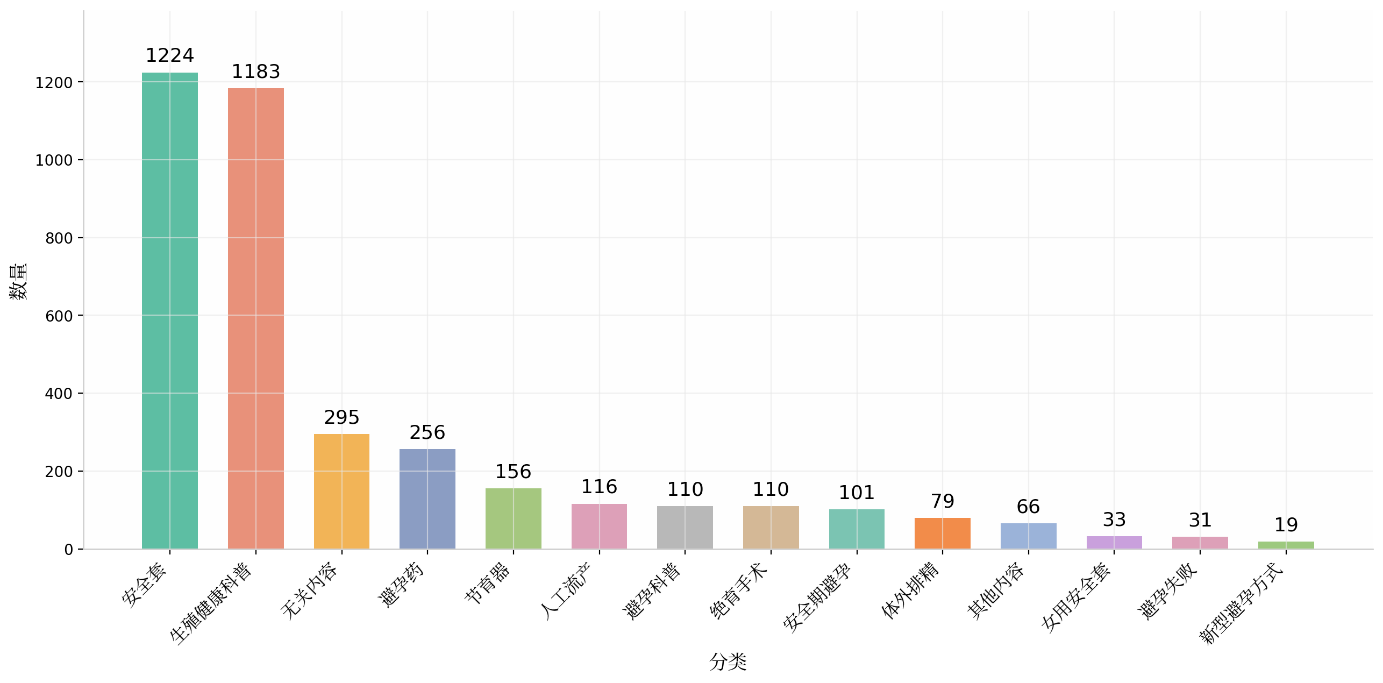 1224
1183
295
256
156
116
110
110
101
79
66
33
31
19
1200
1000
800
600
400
200
0
数量
安全套
生殖健康科普
无关内容
避孕药
节育器
人工流产
避孕科普
绝育手术
安全期避孕
体外排精
其他内容
女用安全套
避孕失败
新型避孕方式
分类